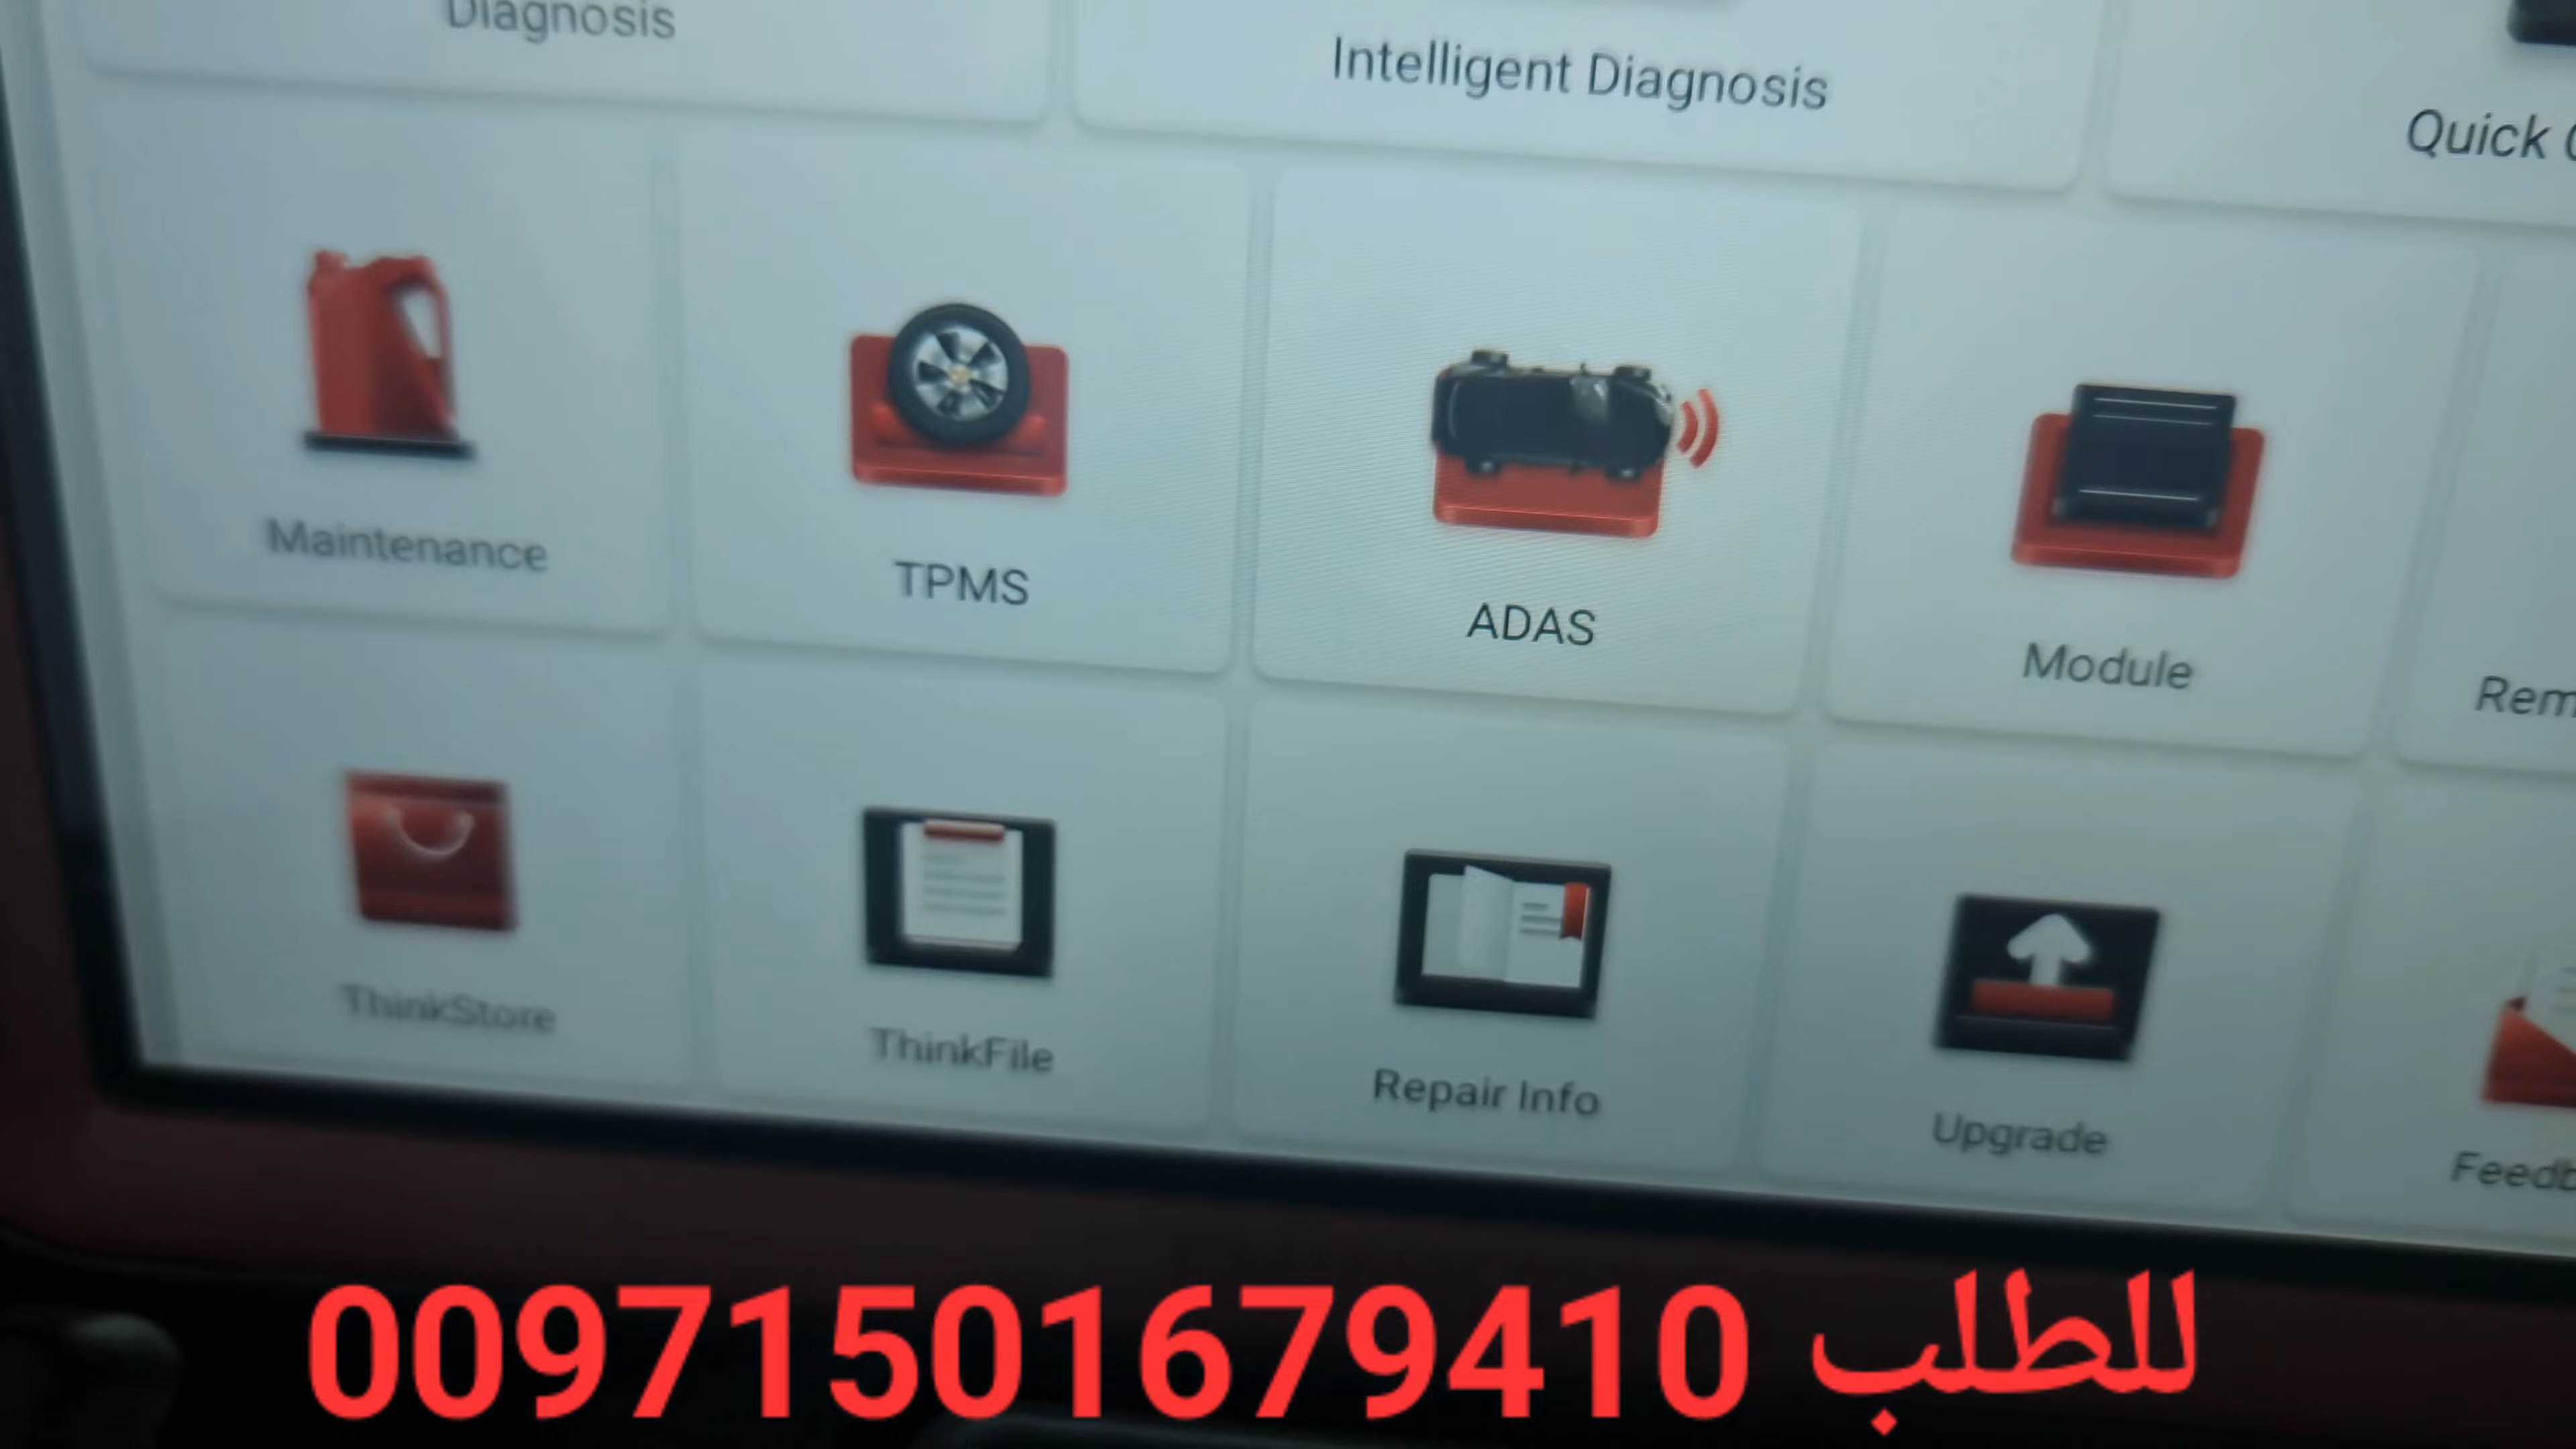 Diagnosis
Intelligent Diagnosis
Quick
Maintenance
TPMS
ADAS
Module
ThinkStore
ThinkFile
Repair Info
Upgrade
للطلب 00971501679410